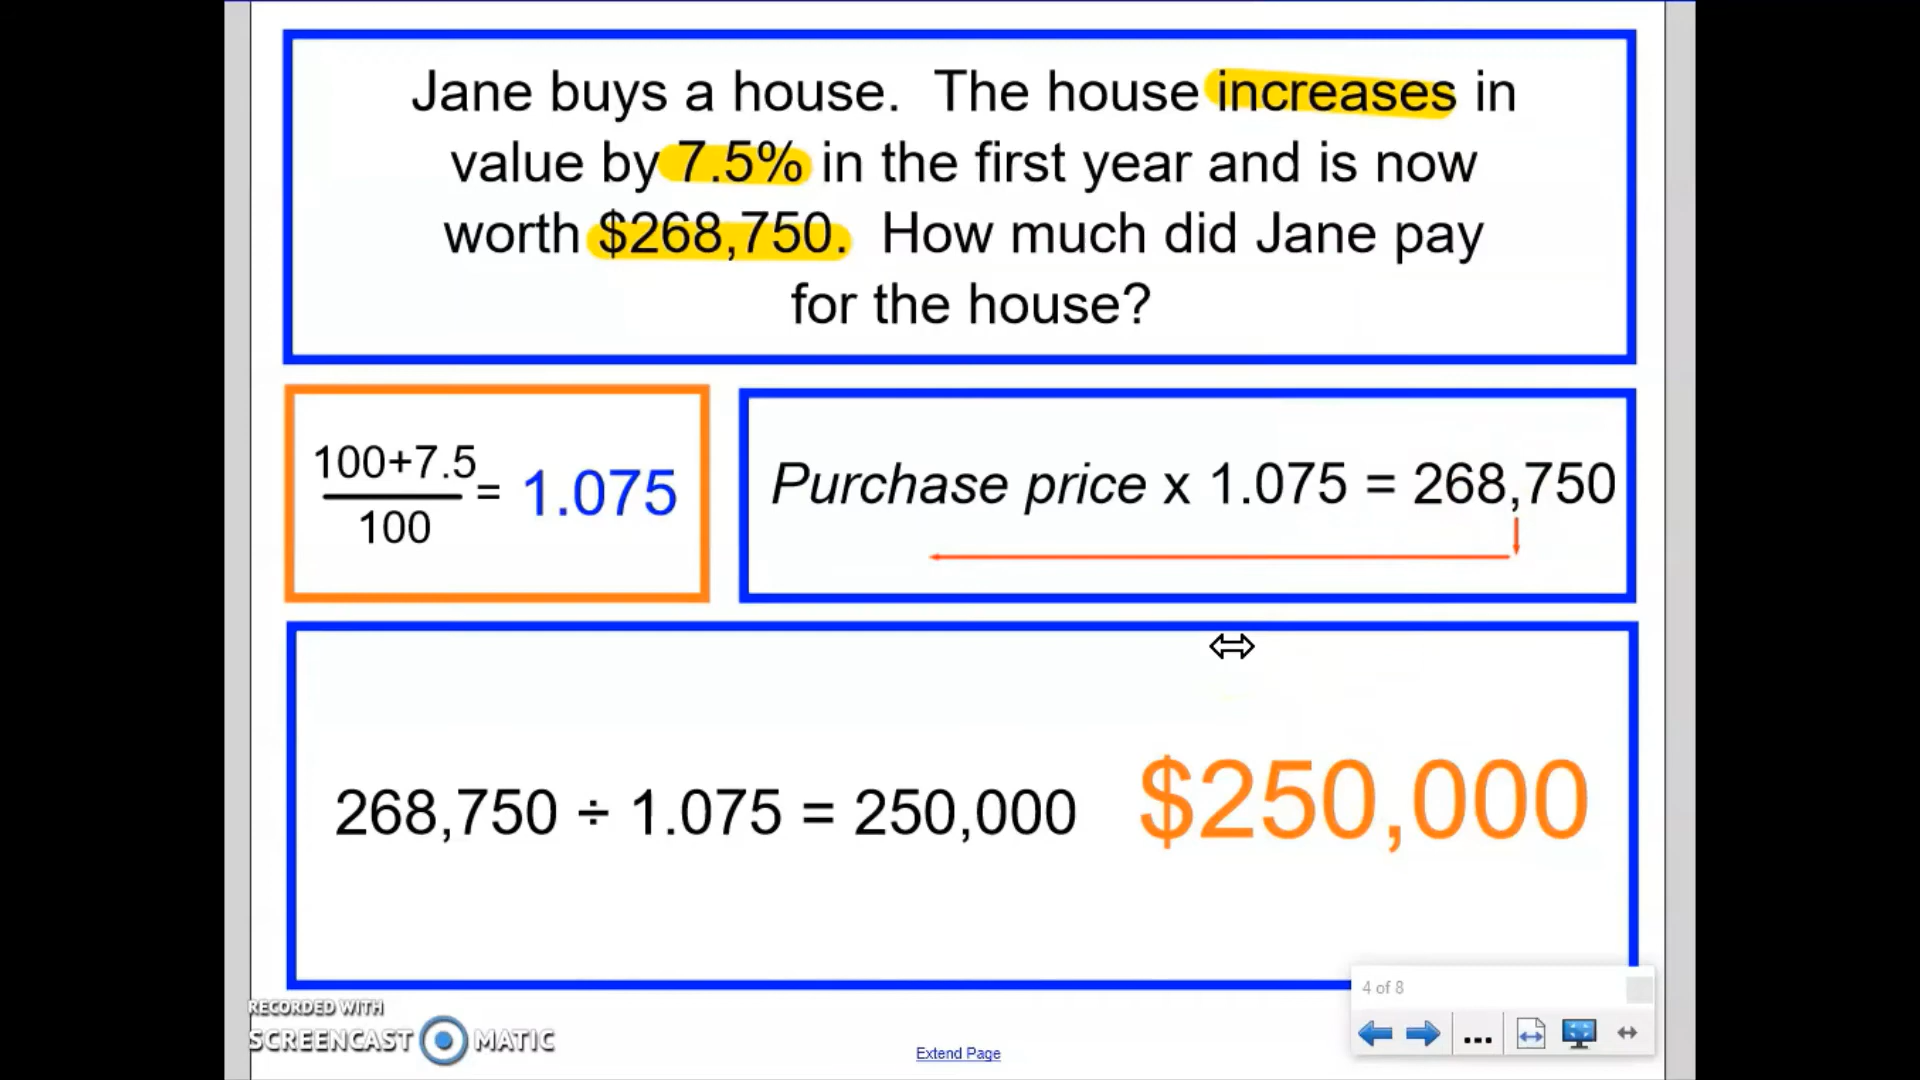 Jane buys a house. The house increases in
value by 7.5% in the first year and is now
worth $268,750. How much did Jane pay
for the house?
100+7.5
100
= 1.075
Purchase price x 1.075 = 268,750
268,750 ÷ 1.075 = 250,000
$250,000
4 of 8
RECORDED WITH
SCREENCAST MATIC
Extend Page